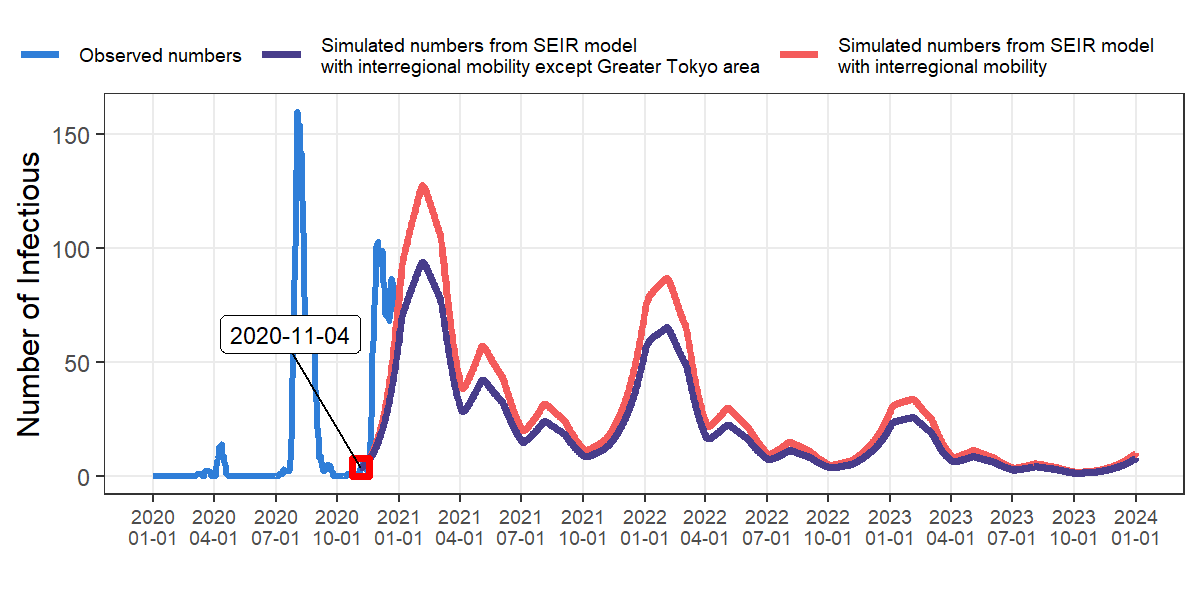 Observed numbers
Simulated numbers from SEIR model
with interregional mobility except Greater Tokyo area
Simulated numbers from SEIR model
with interregional mobility
Number of Infectious
150
100
50
0
2020-11-04
2020 2020 2020 2020 2021 2021 2021 2021 2022 2022 2022 2022 2023 2023 2023 2023 2024
01-01 04-01 07-01 10-01 01-01 04-01 07-01 10-01 01-01 04-01 07-01 10-01 01-01 04-01 07-01 10-01 01-01